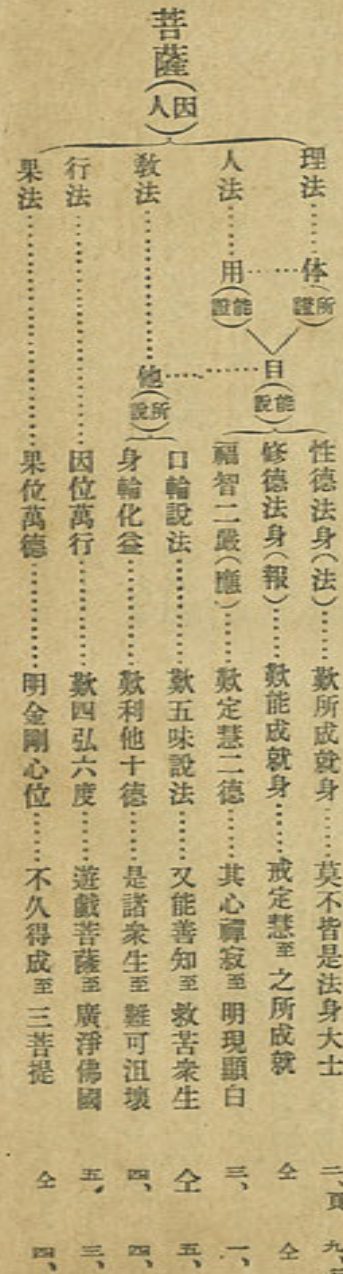 菩薩(因人)
理法……体(所證)
人法……用(能證)
目(能說)
教法……他(所說)
行法
果法
性德法身(法)……歎所成就身……莫不皆是法身大士 二、頁 九、
修德法身(報)……歎能成就身……戒定慧至之所成就 仝 仝
福智二嚴(應)……歎定慧二德……其心禪寂至明現顯白 三、 一、
口輪說法……歎五味說法……又能善知至救苦衆生 仝 五、
身輪化益……歎利他十德……是諸衆生至難可沮壞 四、 四、
因位萬行……歎四弘六度……遊戲菩薩至廣淨佛國 五、 三、
果位萬德……明金剛心位……不久得成至三菩提 仝 四、